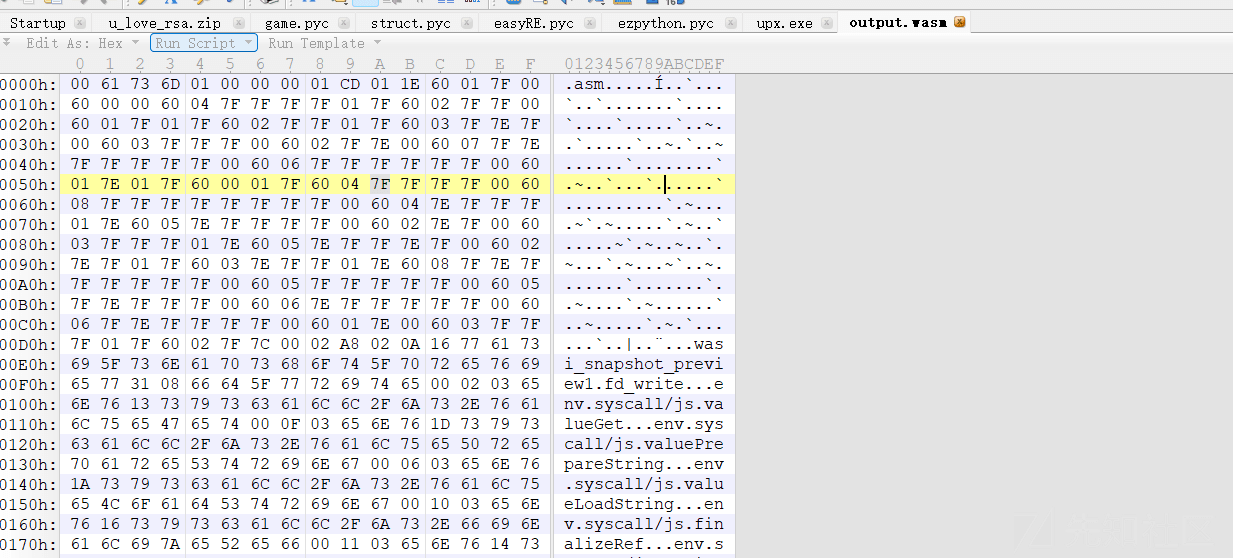 Startup u_love_rsa.zip game.pyc struct.pyc easyRE.pyc ezpython.pyc upx.exe output.wasm
Edit As: Hex Run Script Run Template
0 1 2 3 4 5 6 7 8 9 A B C D E F 0123456789ABCDEF
0000h: 00 61 73 6D 01 00 00 00 01 CD 01 1E 60 01 7F 00 .asm.....Í..`...
0010h: 60 00 00 60 04 7F 7F 7F 7F 01 7F 60 02 7F 7F 00 `..`.......`....
0020h: 60 01 7F 01 7F 60 02 7F 7F 01 7F 60 03 7F 7E 7F `....`.....`..~.
0030h: 00 60 03 7F 7F 7F 00 60 02 7F 7E 00 60 07 7F 7E .`.....`..~.`..~
0040h: 7F 7F 7F 7F 7F 00 60 06 7F 7F 7F 7F 7F 7F 00 60 ......`........`
0050h: 01 7E 01 7F 60 00 01 7F 60 04 7F 7F 7F 7F 00 60 .~..`...`......`
0060h: 08 7F 7F 7F 7F 7F 7F 7F 7F 00 60 04 7E 7F 7F 7F ..........`.~...
0070h: 01 7E 60 05 7E 7F 7F 7F 7F 00 60 02 7E 7F 00 60 .~`.~.....`.~..`
0080h: 03 7F 7F 7F 01 7E 60 05 7E 7F 7F 7E 7F 00 60 02 .....~`.~..~..`.
0090h: 7E 7F 01 7F 60 03 7E 7F 7F 01 7E 60 08 7F 7E 7F ~...`.~...~`..~.
00A0h: 7F 7F 7F 7F 7F 00 60 05 7F 7F 7F 7F 7F 00 60 05 ......`.......`.
00B0h: 7F 7E 7F 7F 7F 00 60 06 7E 7F 7F 7F 7F 7F 00 60 .~....`.~......`
00C0h: 06 7F 7E 7F 7F 7F 7F 00 60 01 7E 00 60 03 7F 7F ..~.....`.~.`...
00D0h: 7F 01 7F 60 02 7F 7C 00 02 A8 02 0A 16 77 61 73 ...`..|..¨...was
00E0h: 69 5F 73 6E 61 70 73 68 6F 74 5F 70 72 65 76 69 i_snapshot_previ
00F0h: 65 77 31 08 66 64 5F 77 72 69 74 65 00 02 03 65 ew1.fd_write...e
0100h: 6E 76 13 73 79 73 63 61 6C 6C 2F 6A 73 2E 76 61 nv.syscall/js.va
0110h: 6C 75 65 47 65 74 00 0F 03 65 6E 76 1D 73 79 73 lueGet...env.sys
0120h: 63 61 6C 6C 2F 6A 73 2E 76 61 6C 75 65 50 72 65 call/js.valuePre
0130h: 70 61 72 65 53 74 72 69 6E 67 00 06 03 65 6E 76 pareString...env
0140h: 1A 73 79 73 63 61 6C 6C 2F 6A 73 2E 76 61 6C 75 .syscall/js.valu
0150h: 65 4C 6F 61 64 53 74 72 69 6E 67 00 10 03 65 6E eLoadString...en
0160h: 76 16 73 79 73 63 61 6C 6C 2F 6A 73 2E 66 69 6E v.syscall/js.fin
0170h: 61 6C 69 7A 65 52 65 66 00 11 03 65 6E 76 14 73 alizeRef...env.s